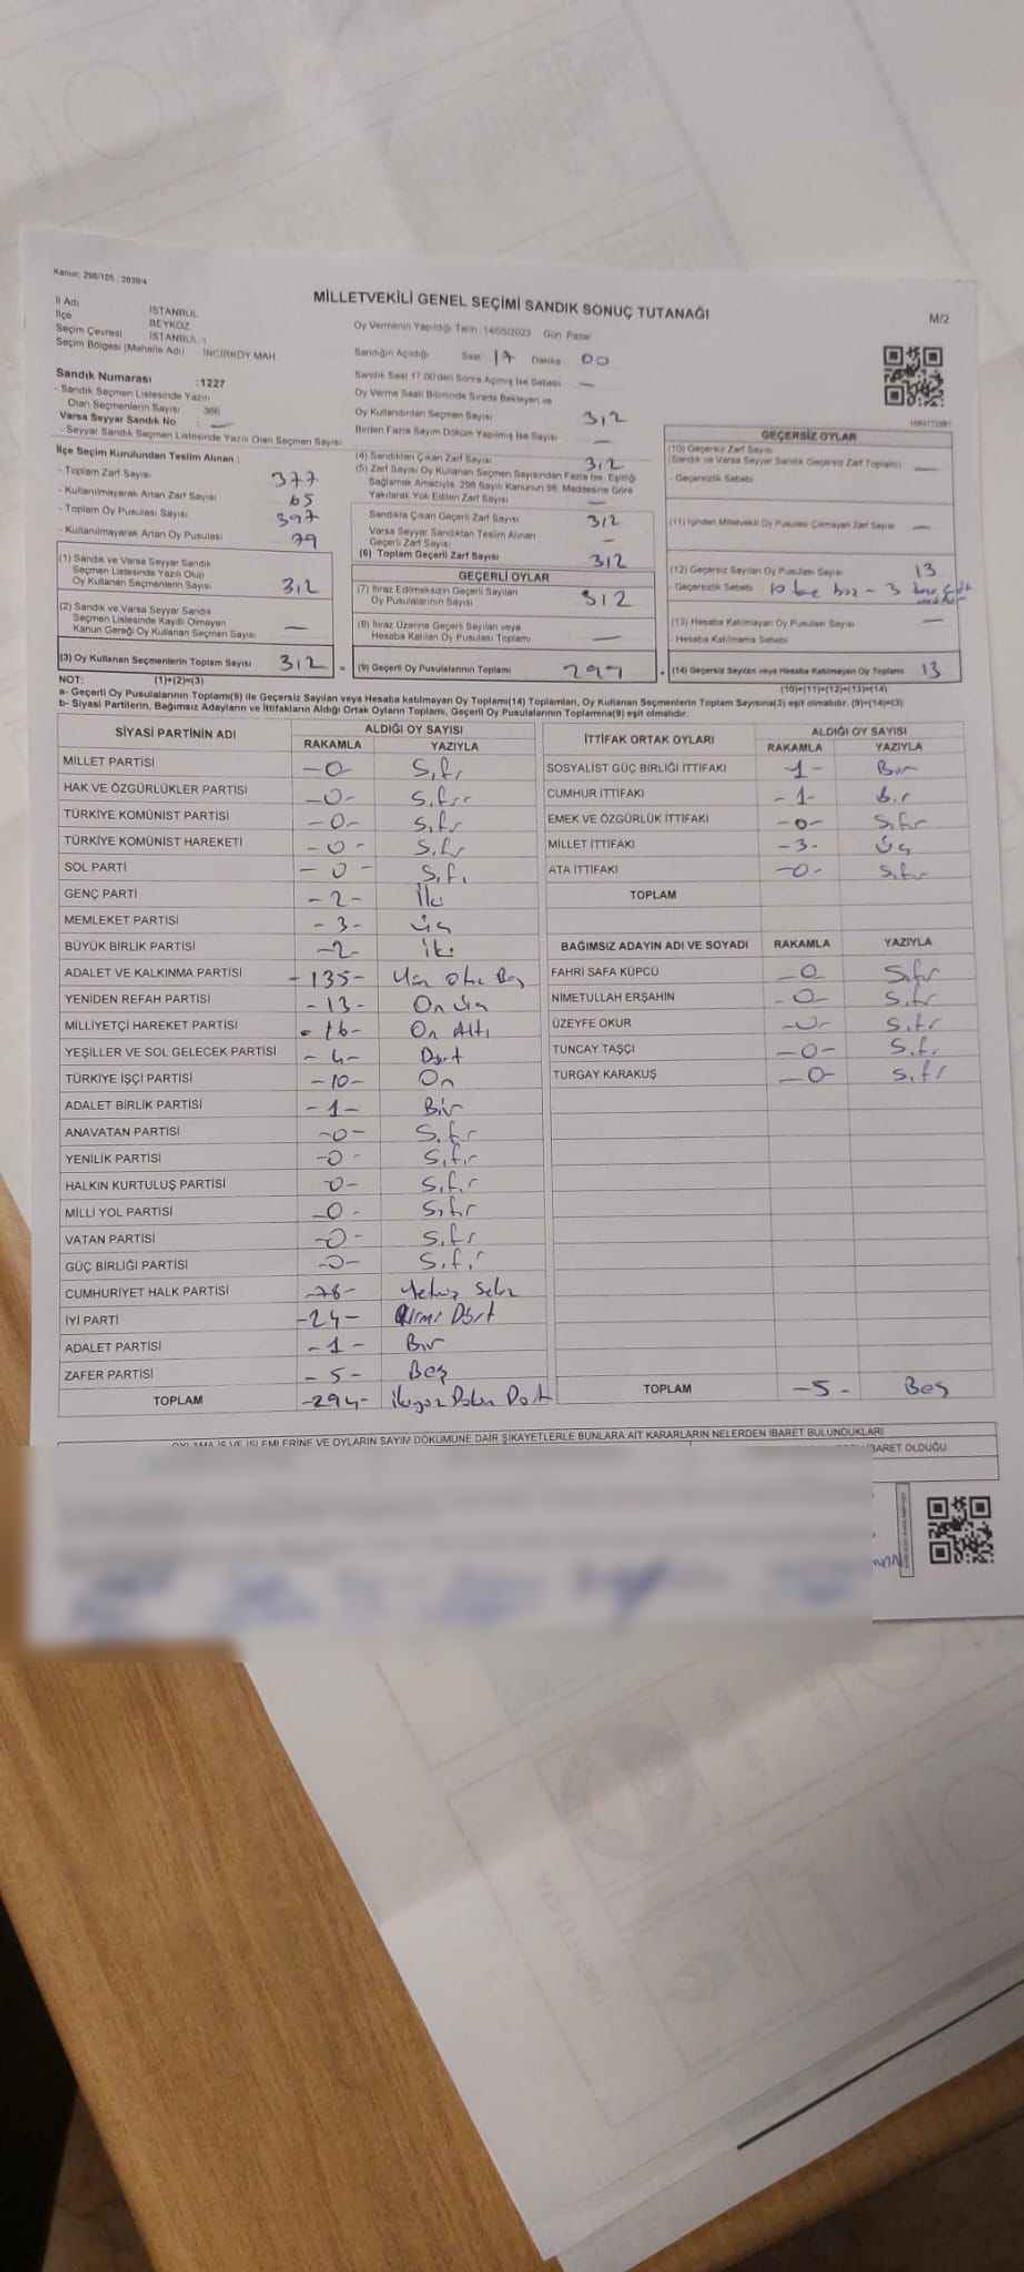 Kanun: 298/105 : 2839/4
MİLLETVEKİLİ GENEL SEÇİMİ SANDIK SONUÇ TUTANAĞI
M/2
İl Adı İSTANBUL
İlçe BEYKOZ
Seçim Çevresi İSTANBUL 1
Seçim Bölgesi (Mahelle Adı) İNCİRKÖY MAH.
Oy Vermenin Yapıldığı Tarih :14/05/2023 Gün Pazar
Sandığın Açıldığı Saat 17 Dakika 00
Sandık Saat 17.00'den Sonra Açılmış İse Sebebi —
Oy Verme Saati Bitiminde Sırada Bekleyen ve
Oy Kullandırılan Seçmen Sayısı 312
Birden Fazla Sayım Döküm Yapılmış İse Sayısı —
Sandık Numarası :1227
- Sandık Seçmen Listesinde Yazılı
Olan Seçmenlerin Sayısı : 366
Varsa Seyyar Sandık No : —
- Seyyar Sandık Seçmen Listesinde Yazılı Olan Seçmen Sayısı:
İlçe Seçim Kurulundan Teslim Alınan :
- Toplam Zarf Sayısı 377
- Kullanılmayarak Artan Zarf Sayısı 65
- Toplam Oy Pusulası Sayısı 397
- Kullanılmayarak Artan Oy Pusulası 79
(1) Sandık ve Varsa Seyyar Sandık
Seçmen Listesinde Yazılı Olup
Oy Kullanan Seçmenlerin Sayısı 312
(2) Sandık ve Varsa Seyyar Sandık
Seçmen Listesinde Kaydı Olmayan
Kanun Gereği Oy Kullanan Seçmen Sayısı —
(3) Oy Kullanan Seçmenlerin Toplam Sayısı 312
(4) Sandıktan Çıkan Zarf Sayısı 312
(5) Zarf Sayısı Oy Kullanan Seçmen Sayısından Fazla İse, Eşitliği
Sağlamak Amacıyla, 298 Sayılı Kanunun 98. Maddesine Göre
Yakılarak Yok Edilen Zarf Sayısı —
Sandıkta Çıkan Geçerli Zarf Sayısı 312
Varsa Seyyar Sandıktan Teslim Alınan
Geçerli Zarf Sayısı —
(6) Toplam Geçerli Zarf Sayısı 312
GEÇERLİ OYLAR
(7) İtiraz Edilmeksizin Geçerli Sayılan
Oy Pusulalarının Sayısı 312
(8) İtiraz Üzerine Geçerli Sayılan veya
Hesaba Katılan Oy Pusulası Toplamı —
(9) Geçerli Oy Pusulalarının Toplamı 299
GEÇERSİZ OYLAR
(10) Geçersiz Zarf Sayısı
(Sandık ve Varsa Seyyar Sandık Geçersiz Zarf Toplamı) —
- Geçersizlik Sebebi
(11) İçinden Milletvekili Oy Pusulası Çıkmayan Zarf Sayısı —
(12) Geçersiz Sayılan Oy Pusulası Sayısı 13
Geçersizlik Sebebi 10 - 3
(13) Hesaba Katılmayan Oy Pusulası Sayısı —
- Hesaba Katılmama Sebebi
(14) Geçersiz Sayılan veya Hesaba Katılmayan Oy Toplamı 13
NOT: (1)+(2)=(3)
(10)+(11)+(12)+(13)=(14)
a- Geçerli Oy Pusulalarının Toplamı(9) ile Geçersiz Sayılan veya Hesaba katılmayan Oy Toplamı(14) Toplamları, Oy Kullanan Seçmenlerin Toplam Sayısına(3) eşit olmalıdır. (9)+(14)=(3)
b- Siyasi Partilerin, Bağımsız Adayların ve İttifakların Aldığı Ortak Oyların Toplamı, Geçerli Oy Pusulalarının Toplamına(9) eşit olmalıdır.
SİYASİ PARTİNİN ADI ALDIĞI OY SAYISI
RAKAMLA YAZIYLA
MİLLET PARTİSİ -0 Sıfır
HAK VE ÖZGÜRLÜKLER PARTİSİ -0- Sıfır
TÜRKİYE KOMÜNİST PARTİSİ -0- Sıfır
TÜRKİYE KOMÜNİST HAREKETİ -0- Sıfır
SOL PARTİ -0- Sıfır
GENÇ PARTİ -2- İki
MEMLEKET PARTİSİ -3- Üç
BÜYÜK BİRLİK PARTİSİ -2- İki
ADALET VE KALKINMA PARTİSİ -135- Yüz Otuz Beş
YENİDEN REFAH PARTİSİ -13- On Üç
MİLLİYETÇİ HAREKET PARTİSİ -16- On Altı
YEŞİLLER VE SOL GELECEK PARTİSİ -4- Dört
TÜRKİYE İŞÇİ PARTİSİ -10- On
ADALET BİRLİK PARTİSİ -1- Bir
ANAVATAN PARTİSİ -0- Sıfır
YENİLİK PARTİSİ -0- Sıfır
HALKIN KURTULUŞ PARTİSİ -0- Sıfır
MİLLİ YOL PARTİSİ -0- Sıfır
VATAN PARTİSİ -0- Sıfır
GÜÇ BİRLİĞİ PARTİSİ -0- Sıfır
CUMHURİYET HALK PARTİSİ -78- Yetmiş Sekiz
İYİ PARTİ -24- Yirmi Dört
ADALET PARTİSİ -1- Bir
ZAFER PARTİSİ -5- Beş
TOPLAM -294- İkiyüz Doksan Dört
İTTİFAK ORTAK OYLARI ALDIĞI OY SAYISI
RAKAMLA YAZIYLA
SOSYALİST GÜÇ BİRLİĞİ İTTİFAKI -1- Bir
CUMHUR İTTİFAKI -1- Bir
EMEK VE ÖZGÜRLÜK İTTİFAKI -0- Sıfır
MİLLET İTTİFAKI -3- Üç
ATA İTTİFAKI -0- Sıfır
TOPLAM
BAĞIMSIZ ADAYIN ADI VE SOYADI RAKAMLA YAZIYLA
FAHRİ SAFA KÜPCÜ -0 Sıfır
NİMETULLAH ERŞAHİN -0- Sıfır
ÜZEYFE OKUR -0- Sıfır
TUNCAY TAŞÇI -0- Sıfır
TURGAY KARAKUŞ -0- Sıfır
TOPLAM -5- Beş
OYLAMA İŞ VE İŞLEMLERİNE VE OYLARIN SAYIM DÖKÜMÜNE DAİR ŞİKAYETLERLE BUNLARA AİT KARARLARIN NELERDEN İBARET BULUNDUKLARI
İBARET OLDUĞU